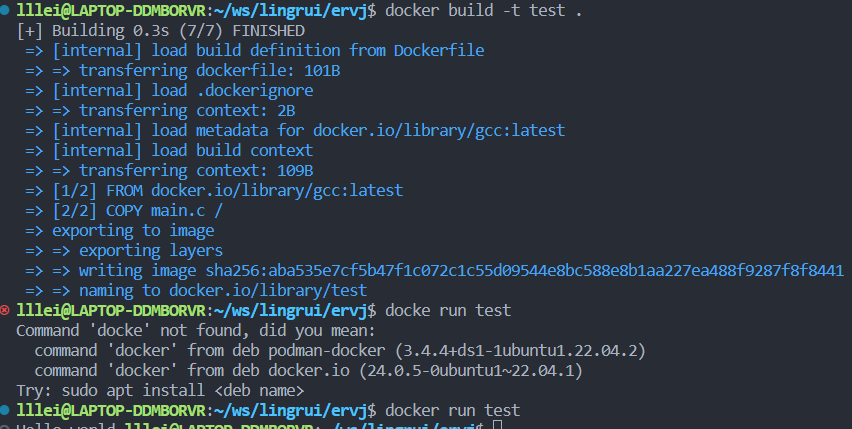 lllei@LAPTOP-DDMBORVR:~/ws/lingrui/ervj$ docker build -t test .
[+] Building 0.3s (7/7) FINISHED
=> [internal] load build definition from Dockerfile
=> => transferring dockerfile: 101B
=> [internal] load .dockerignore
=> => transferring context: 2B
=> [internal] load metadata for docker.io/library/gcc:latest
=> [internal] load build context
=> => transferring context: 109B
=> [1/2] FROM docker.io/library/gcc:latest
=> [2/2] COPY main.c /
=> exporting to image
=> => exporting layers
=> => writing image sha256:aba535e7cf5b47f1c072c1c55d09544e8bc588e8b1aa227ea488f9287f8f8441
=> => naming to docker.io/library/test
lllei@LAPTOP-DDMBORVR:~/ws/lingrui/ervj$ docke run test
Command 'docke' not found, did you mean:
command 'docker' from deb podman-docker (3.4.4+ds1-1ubuntu1.22.04.2)
command 'docker' from deb docker.io (24.0.5-0ubuntu1~22.04.1)
Try: sudo apt install <deb name>
lllei@LAPTOP-DDMBORVR:~/ws/lingrui/ervj$ docker run test
lllei@LAPTOP-DDMBORVR:~/ws/lingrui/ervj$